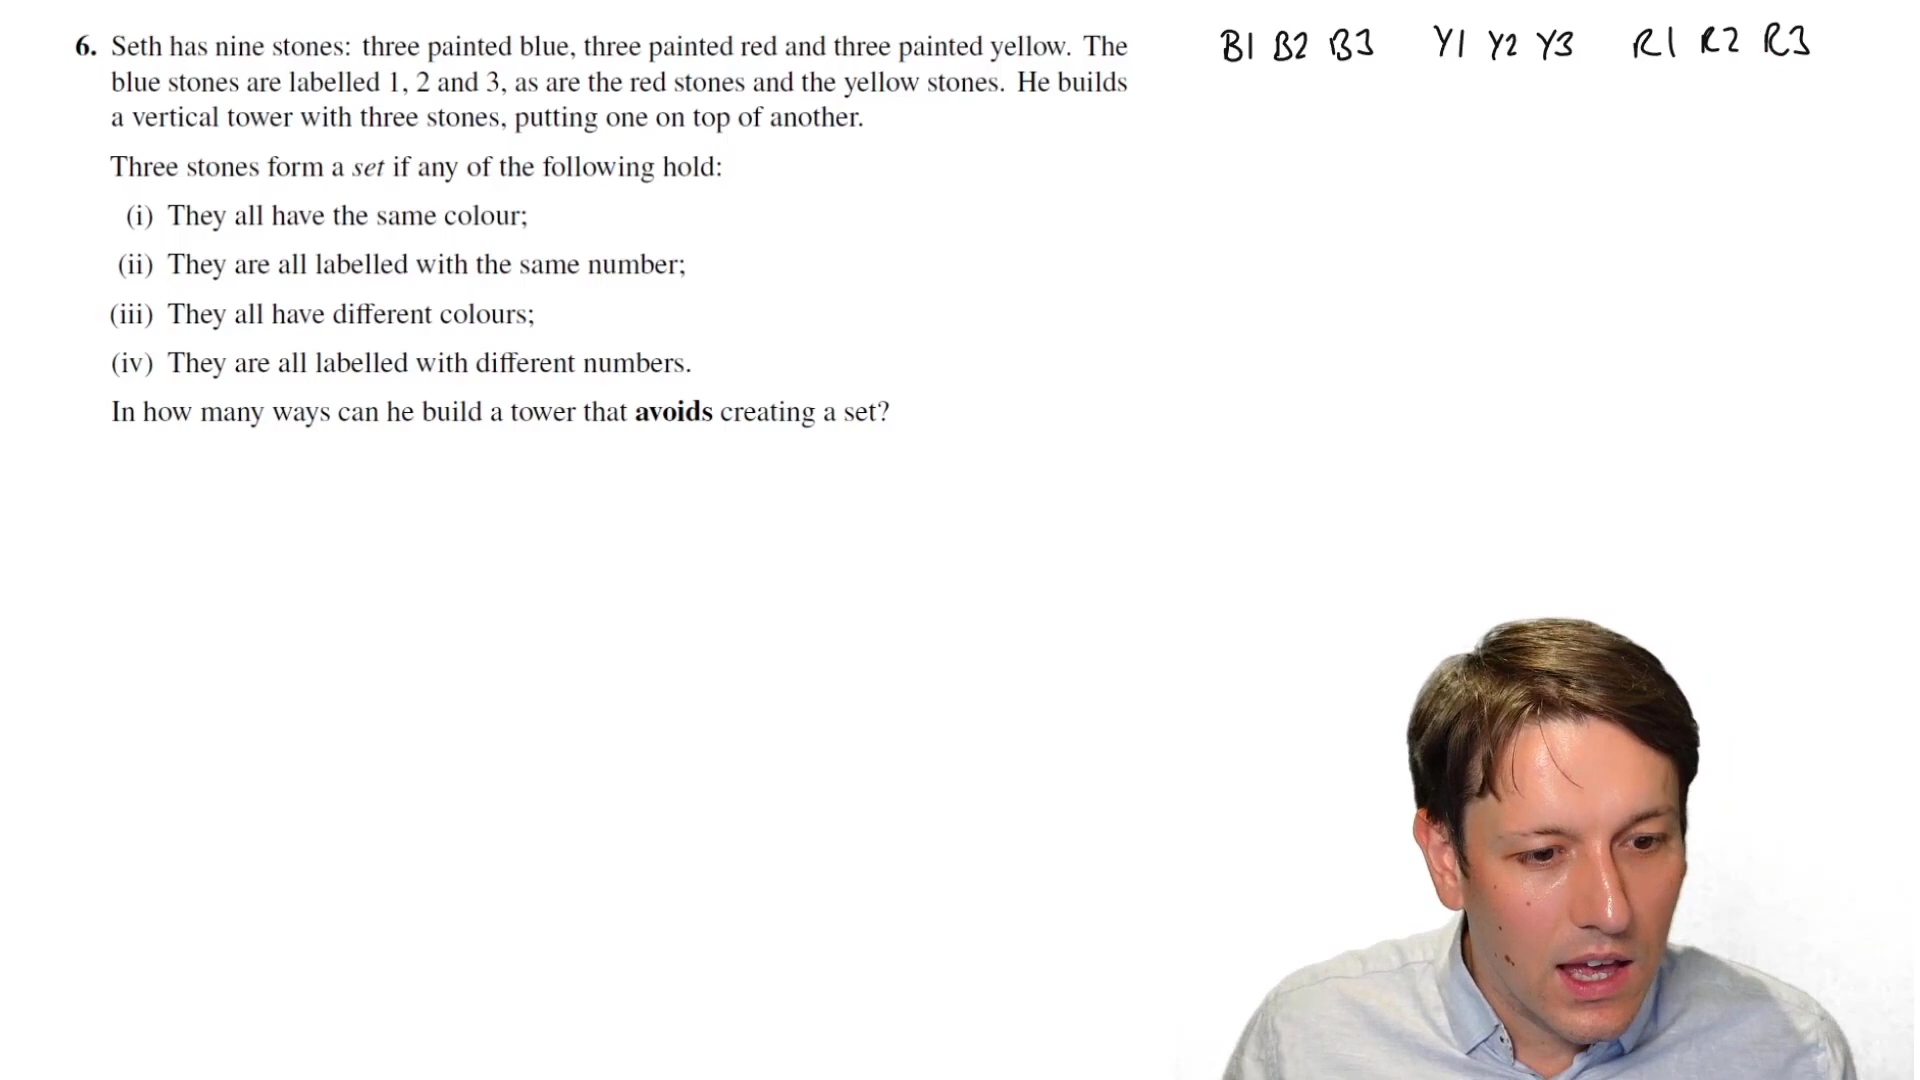 6. Seth has nine stones: three painted blue, three painted red and three painted yellow. The
blue stones are labelled 1, 2 and 3, as are the red stones and the yellow stones. He builds
a vertical tower with three stones, putting one on top of another.
Three stones form a set if any of the following hold:
(i) They all have the same colour;
(ii) They are all labelled with the same number;
(iii) They all have different colours;
(iv) They are all labelled with different numbers.
In how many ways can he build a tower that avoids creating a set?
B1 B2 B3 Y1 Y2 Y3 R1 R2 R3